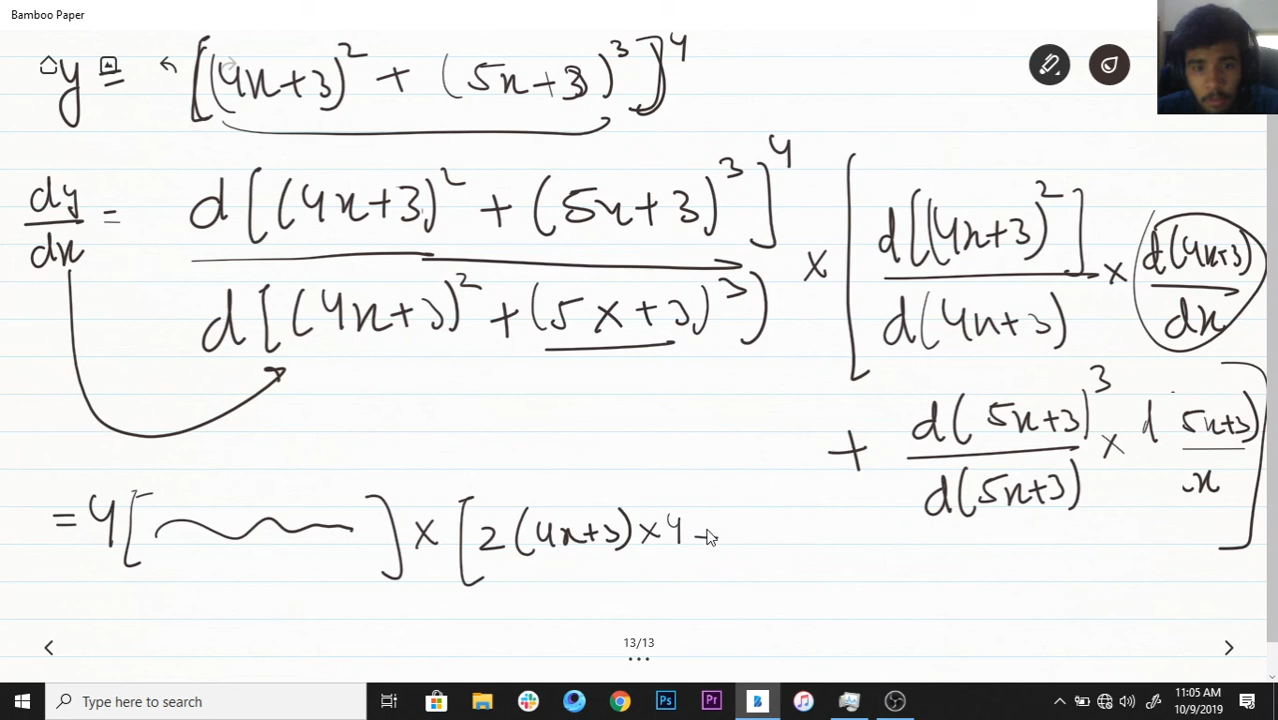 Bamboo Paper
y = [(4x+3)² + (5x+3)³]⁴
dy/dx = d[(4x+3)² + (5x+3)³]⁴ / d[(4x+3)² + (5x+3)³) × [d[(4x+3)²] / d(4x+3) × d(4x+3)/dx
+ d(5x+3)³ / d(5x+3) × d 5x+3) / x]
= 4[ ] × [2(4x+3)×4 -
13/13
Type here to search
11:05 AM
10/9/2019